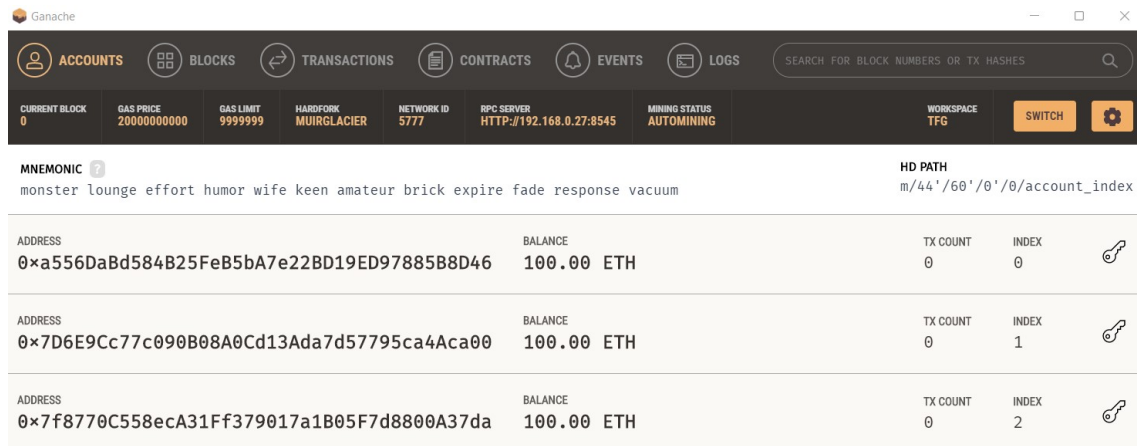 Ganache
ACCOUNTS BLOCKS TRANSACTIONS CONTRACTS EVENTS LOGS SEARCH FOR BLOCK NUMBERS OR TX HASHES
CURRENT BLOCK GAS PRICE GAS LIMIT HARDFORK NETWORK ID RPC SERVER MINING STATUS WORKSPACE
0 20000000000 9999999 MUIRGLACIER 5777 HTTP://192.168.0.27:8545 AUTOMINING TFG SWITCH
MNEMONIC ? HD PATH
monster lounge effort humor wife keen amateur brick expire fade response vacuum m/44'/60'/0'/0/account_index
ADDRESS BALANCE TX COUNT INDEX
0×a556DaBd584B25FeB5bA7e22BD19ED97885B8D46 100.00 ETH 0 0
ADDRESS BALANCE TX COUNT INDEX
0×7D6E9Cc77c090B08A0Cd13Ada7d57795ca4Aca00 100.00 ETH 0 1
ADDRESS BALANCE TX COUNT INDEX
0×7f8770C558ecA31Ff379017a1B05F7d8800A37da 100.00 ETH 0 2